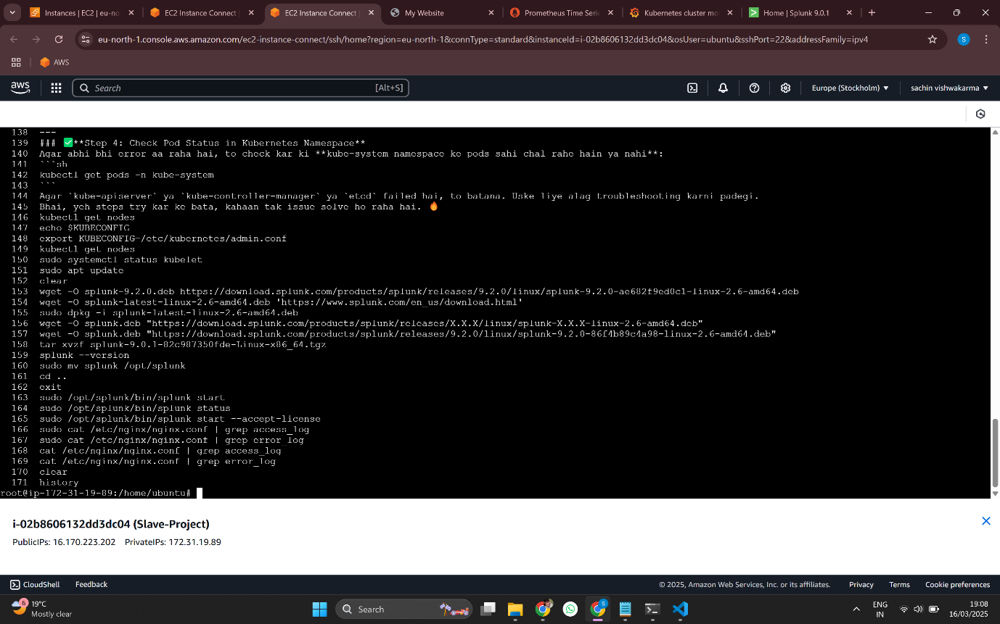 Instances | EC2 | eu-no
EC2 Instance Connect
EC2 Instance Connect
My Website
Prometheus Time Serie
Kubernetes cluster mo
Home | Splunk 9.0.1
eu-north-1.console.aws.amazon.com/ec2-instance-connect/ssh/home?region=eu-north-1&connType=standard&instanceId=i-02b8606132dd3dc04&osUser=ubuntu&sshPort=22&addressFamily=ipv4
S
AWS
aws
Search
[Alt+S]
Europe (Stockholm)
sachin vishwakarma
138 ---
139 ### ✅**Step 4: Check Pod Status in Kubernetes Namespace**
140 Agar abhi bhi error aa raha hai, to check kar ki **kube-system namespace ke pods sahi chal rahe hain ya nahi**:
141 ```sh
142 kubectl get pods -n kube-system
143 ```
144 Agar `kube-apiserver` ya `kube-controller-manager` ya `etcd` failed hai, to batana. Uske liye alag troubleshooting karni padegi.
145 Bhai, yeh steps try kar ke bata, kahaan tak issue solve ho raha hai. 🔥
146 kubectl get nodes
147 echo $KUBECONFIG
148 export KUBECONFIG=/etc/kubernetes/admin.conf
149 kubectl get nodes
150 sudo systemctl status kubelet
151 sudo apt update
152 clear
153 wget -O splunk-9.2.0.deb https://download.splunk.com/products/splunk/releases/9.2.0/linux/splunk-9.2.0-ae682f9ed0c1-linux-2.6-amd64.deb
154 wget -O splunk-latest-linux-2.6-amd64.deb 'https://www.splunk.com/en_us/download.html'
155 sudo dpkg -i splunk-latest-linux-2.6-amd64.deb
156 wget -O splunk.deb "https://download.splunk.com/products/splunk/releases/X.X.X/linux/splunk-X.X.X-linux-2.6-amd64.deb"
157 wget -O splunk.deb "https://download.splunk.com/products/splunk/releases/9.2.0/linux/splunk-9.2.0-86f4b89c4a98-linux-2.6-amd64.deb"
158 tar xvzf splunk-9.0.1-82c987350fde-Linux-x86_64.tgz
159 splunk --version
160 sudo mv splunk /opt/splunk
161 cd ..
162 exit
163 sudo /opt/splunk/bin/splunk start
164 sudo /opt/splunk/bin/splunk status
165 sudo /opt/splunk/bin/splunk start --accept-license
166 sudo cat /etc/nginx/nginx.conf | grep access_log
167 sudo cat /etc/nginx/nginx.conf | grep error_log
168 cat /etc/nginx/nginx.conf | grep access_log
169 cat /etc/nginx/nginx.conf | grep error_log
170 clear
171 history
root@ip-172-31-19-89:/home/ubuntu#
i-02b8606132dd3dc04 (Slave-Project)
PublicIPs: 16.170.223.202 PrivateIPs: 172.31.19.89
CloudShell Feedback
© 2025, Amazon Web Services, Inc. or its affiliates. Privacy Terms Cookie preferences
6
19°C
Mostly clear
Search
S
ENG
IN
19:08
16/03/2025